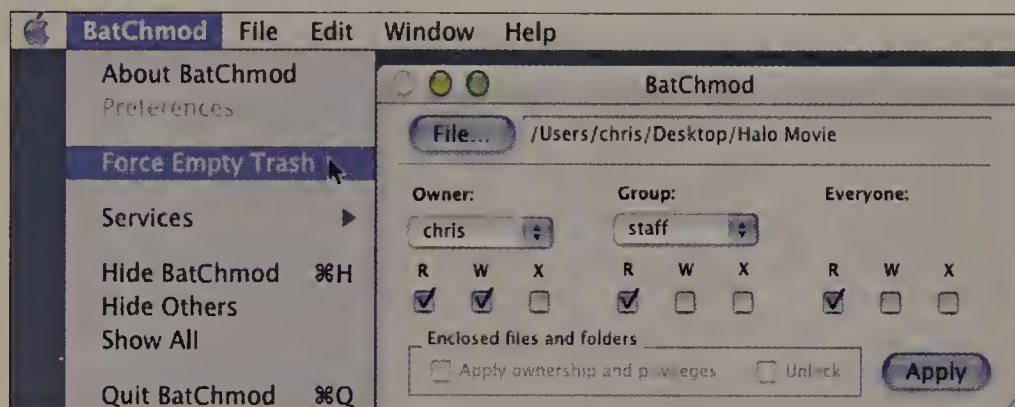 BatChmod File Edit Window Help
About BatChmod
Preferences
Force Empty Trash
Services
Hide BatChmod ⌘H
Hide Others
Show All
Quit BatChmod ⌘Q
BatChmod
File... /Users/chris/Desktop/Halo Movie
Owner: Group: Everyone:
chris staff
R W X R W X R W X
Enclosed files and folders
Apply ownership and privileges Unlock
Apply